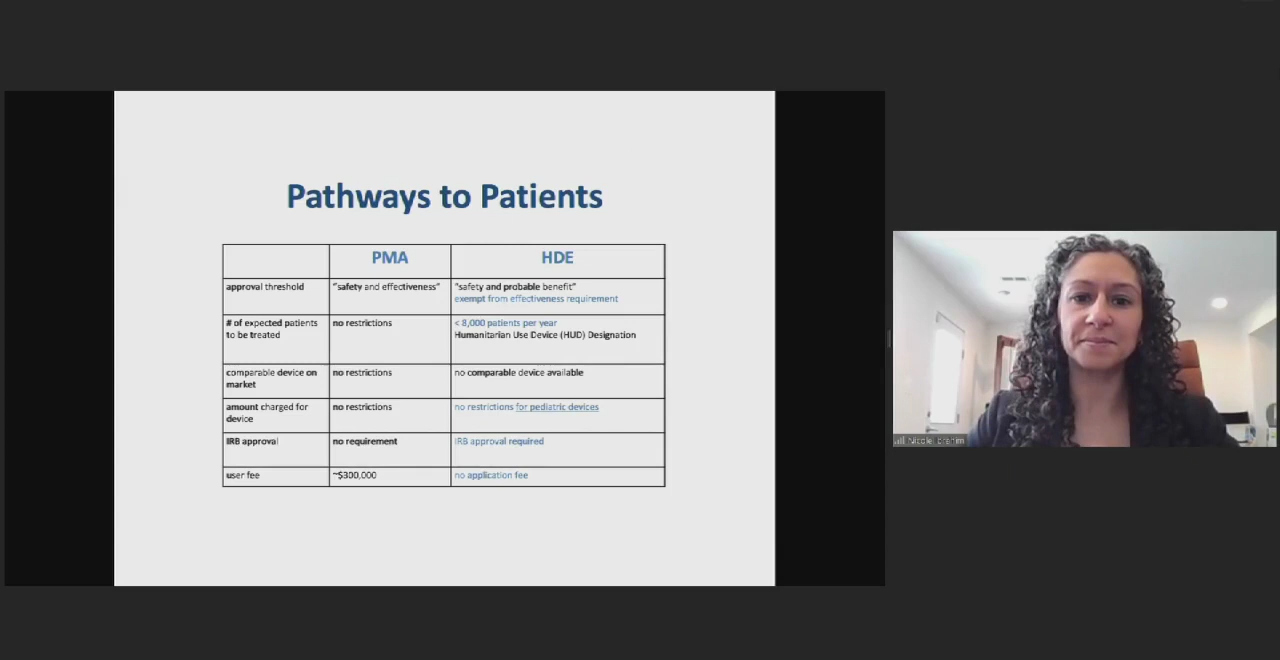 Pathways to Patients
PMA HDE
approval threshold "safety and effectiveness" "safety and probable benefit"
exempt from effectiveness requirement
# of expected patients no restrictions < 8,000 patients per year
to be treated Humanitarian Use Device (HUD) Designation
comparable device on no restrictions no comparable device available
market
amount charged for no restrictions no restrictions for pediatric devices
device
IRB approval no requirement IRB approval required
user fee ~$300,000 no application fee
Nicole Ibrahim